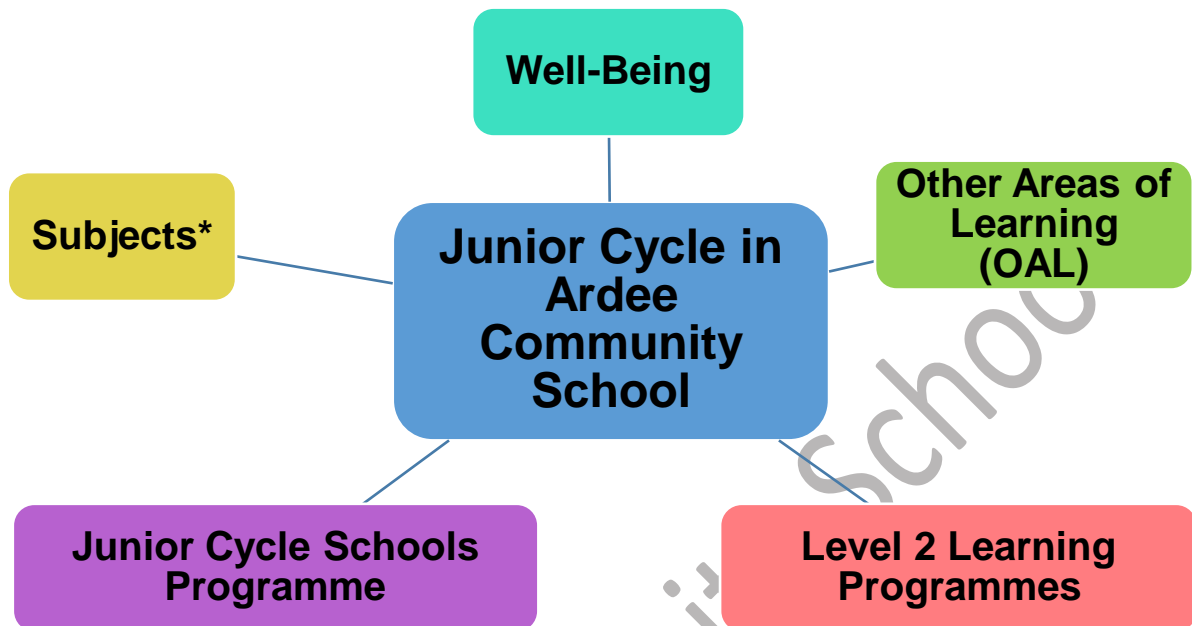 Well-Being
Subjects*
Other Areas of
Learning
(OAL)
Junior Cycle in
Ardee
Community
School
Junior Cycle Schools
Programme
Level 2 Learning
Programmes